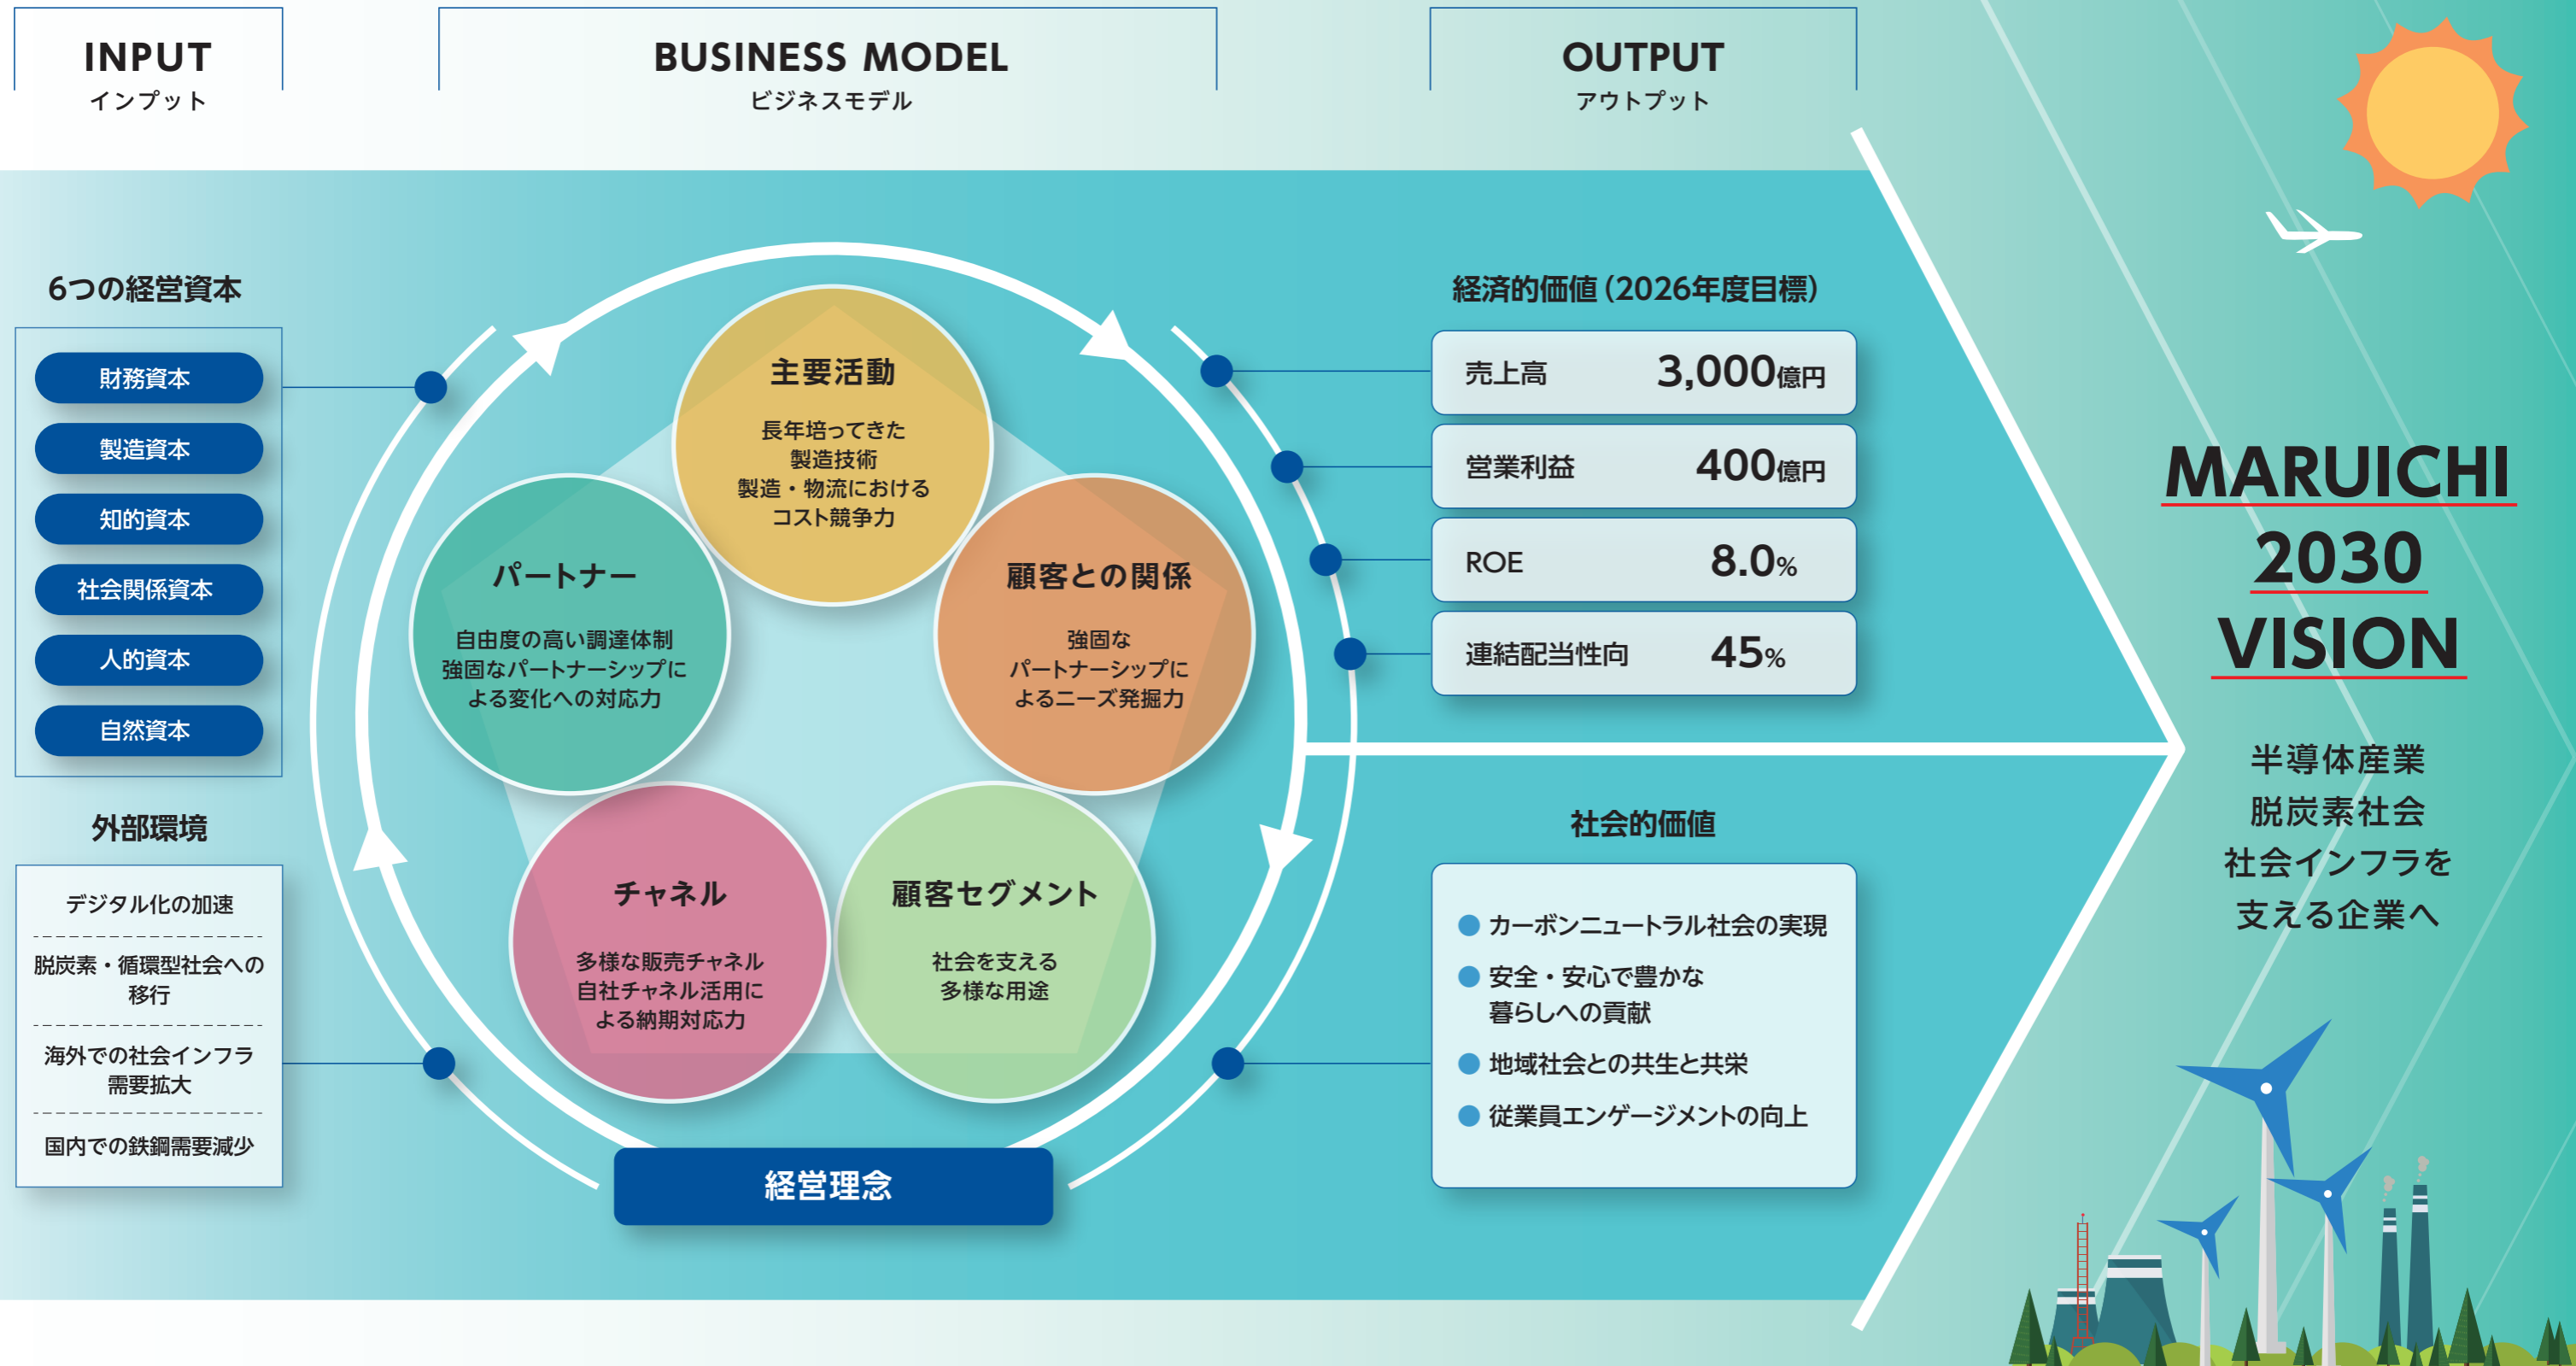 INPUT
インプット
BUSINESS MODEL
ビジネスモデル
OUTPUT
アウトプット
6つの経営資本
財務資本
製造資本
知的資本
社会関係資本
人的資本
自然資本
外部環境
デジタル化の加速
脱炭素・循環型社会への
移行
海外での社会インフラ
需要拡大
国内での鉄鋼需要減少
主要活動
長年培ってきた
製造技術
製造・物流における
コスト競争力
パートナー
自由度の高い調達体制
強固なパートナーシップに
よる変化への対応力
顧客との関係
強固な
パートナーシップに
よるニーズ発掘力
チャネル
多様な販売チャネル
自社チャネル活用に
よる納期対応力
顧客セグメント
社会を支える
多様な用途
経営理念
経済的価値（2026年度目標）
売上高 3,000億円
営業利益 400億円
ROE 8.0%
連結配当性向 45%
社会的価値
● カーボンニュートラル社会の実現
● 安全・安心で豊かな
暮らしへの貢献
● 地域社会との共生と共栄
● 従業員エンゲージメントの向上
MARUICHI
2030
VISION
半導体産業
脱炭素社会
社会インフラを
支える企業へ